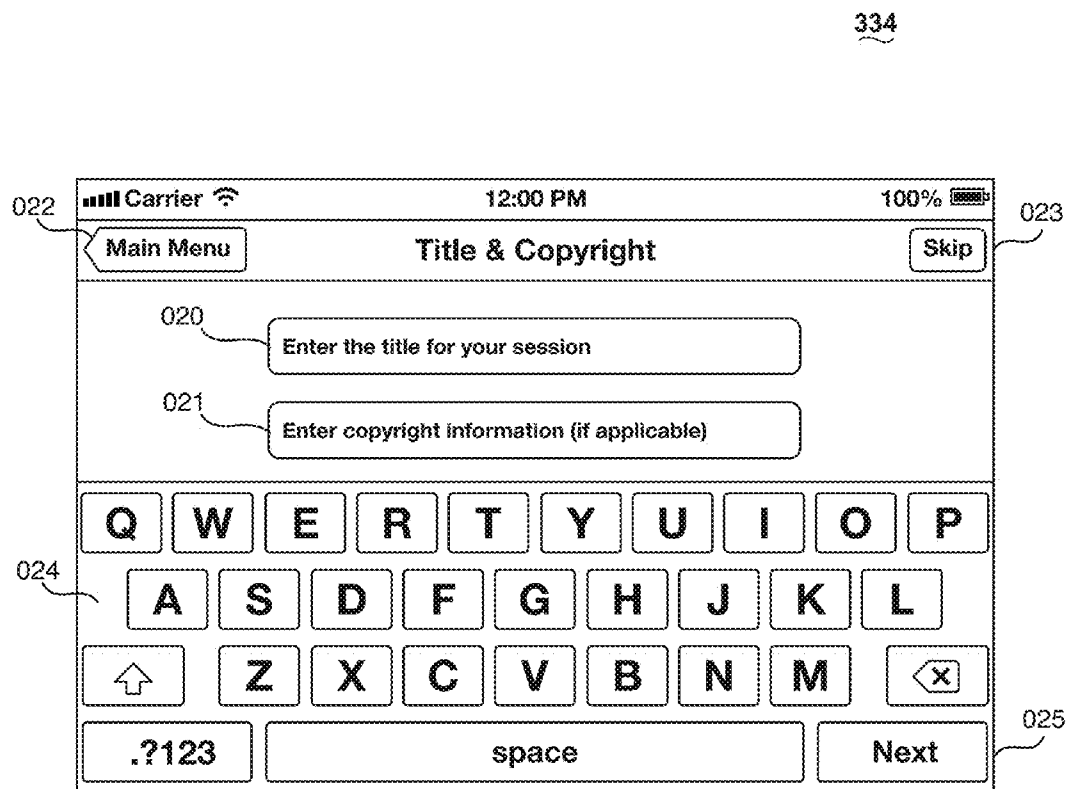 334
Carrier 12:00 PM 100%
022
023
Main Menu Title & Copyright Skip
020
Enter the title for your session
021
Enter copyright information (if applicable)
Q W E R T Y U I O P
024
A S D F G H J K L
Z X C V B N M
025
.?123 space Next